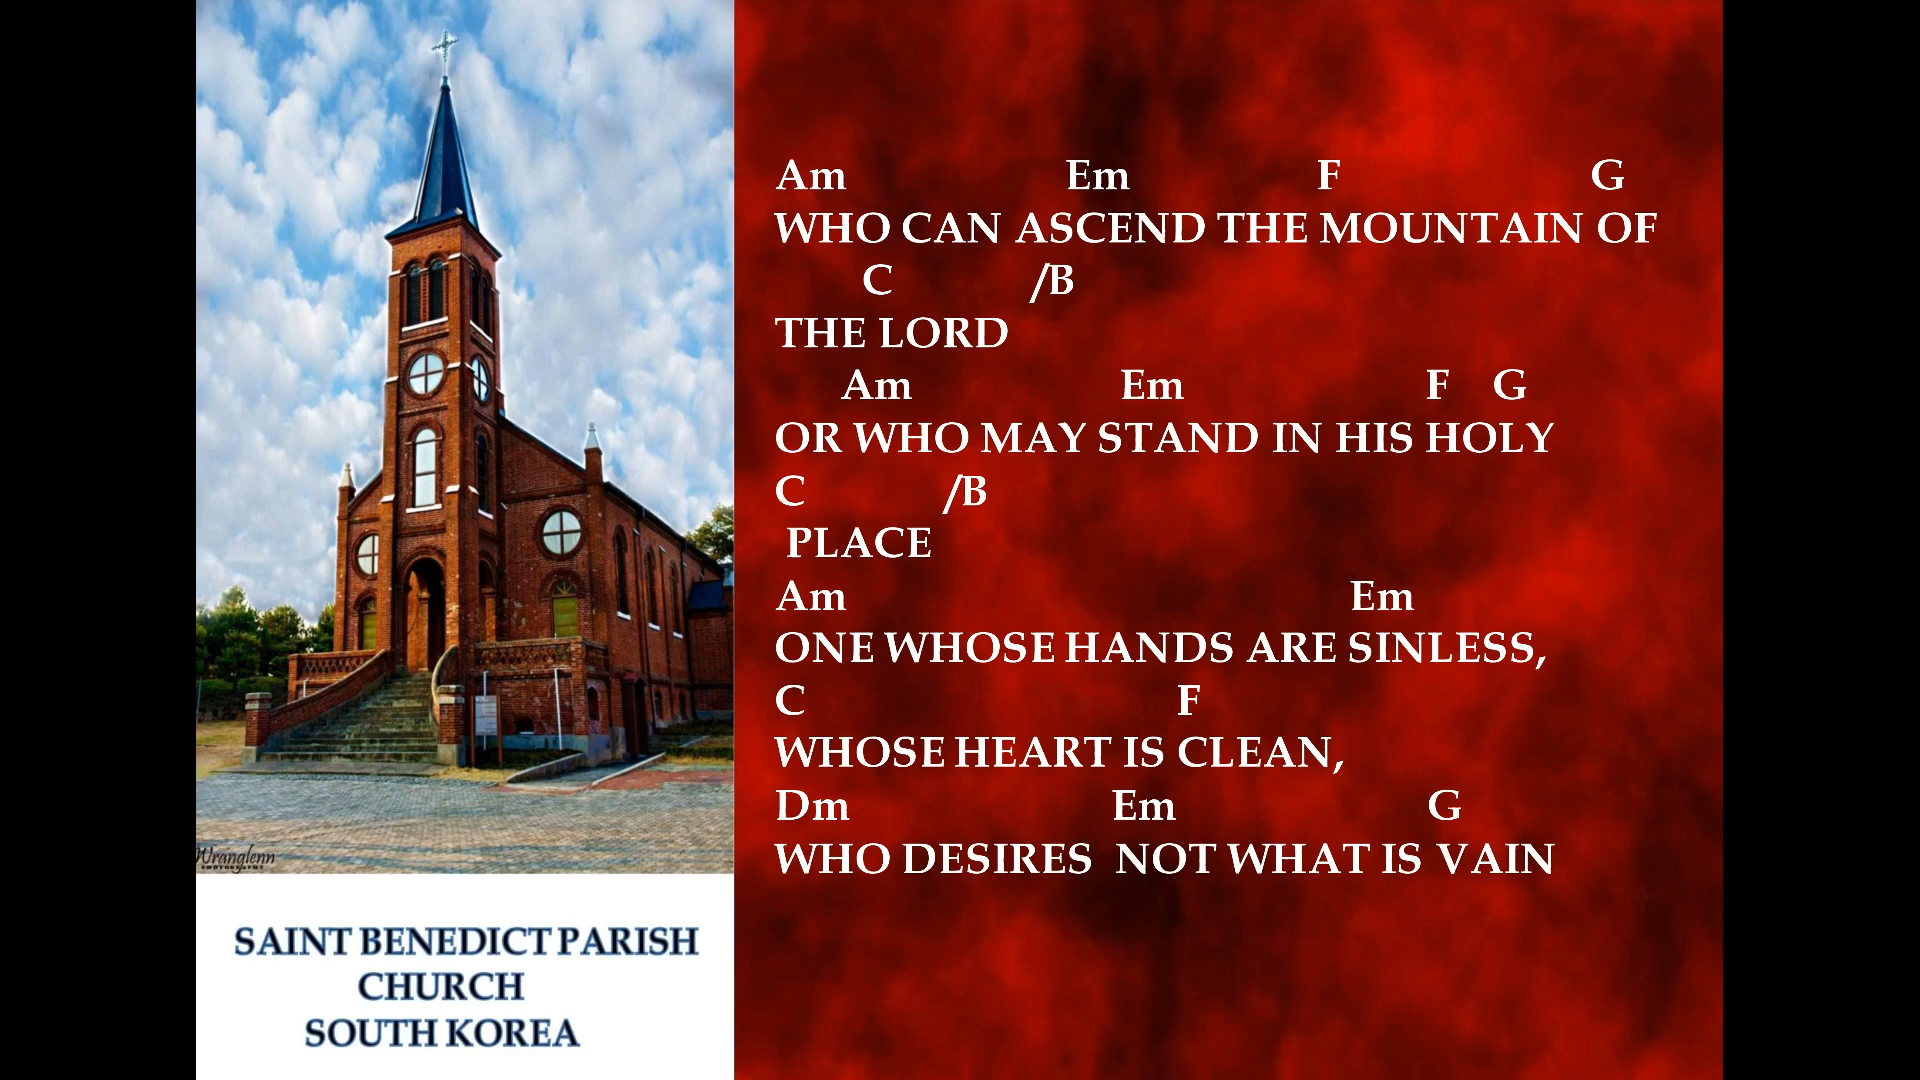 Am Em F G
WHO CAN ASCEND THE MOUNTAIN OF
C /B
THE LORD
Am Em F G
OR WHO MAY STAND IN HIS HOLY
C /B
PLACE
Am Em
ONE WHOSE HANDS ARE SINLESS,
C F
WHOSE HEART IS CLEAN,
Dm Em G
WHO DESIRES NOT WHAT IS VAIN
Wranglenn
PHOTOGRAPHY
SAINT BENEDICT PARISH
CHURCH
SOUTH KOREA